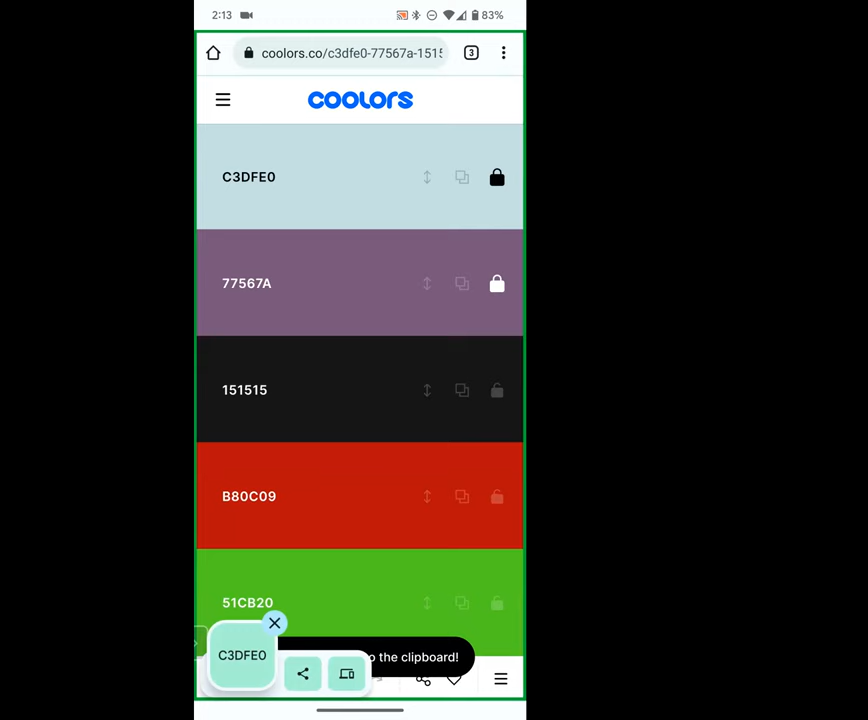 2:13
83%
coolors.co/c3dfe0-77567a-1515
3
coolors
C3DFE0
77567A
151515
B80C09
51CB20
C3DFE0
o the clipboard!